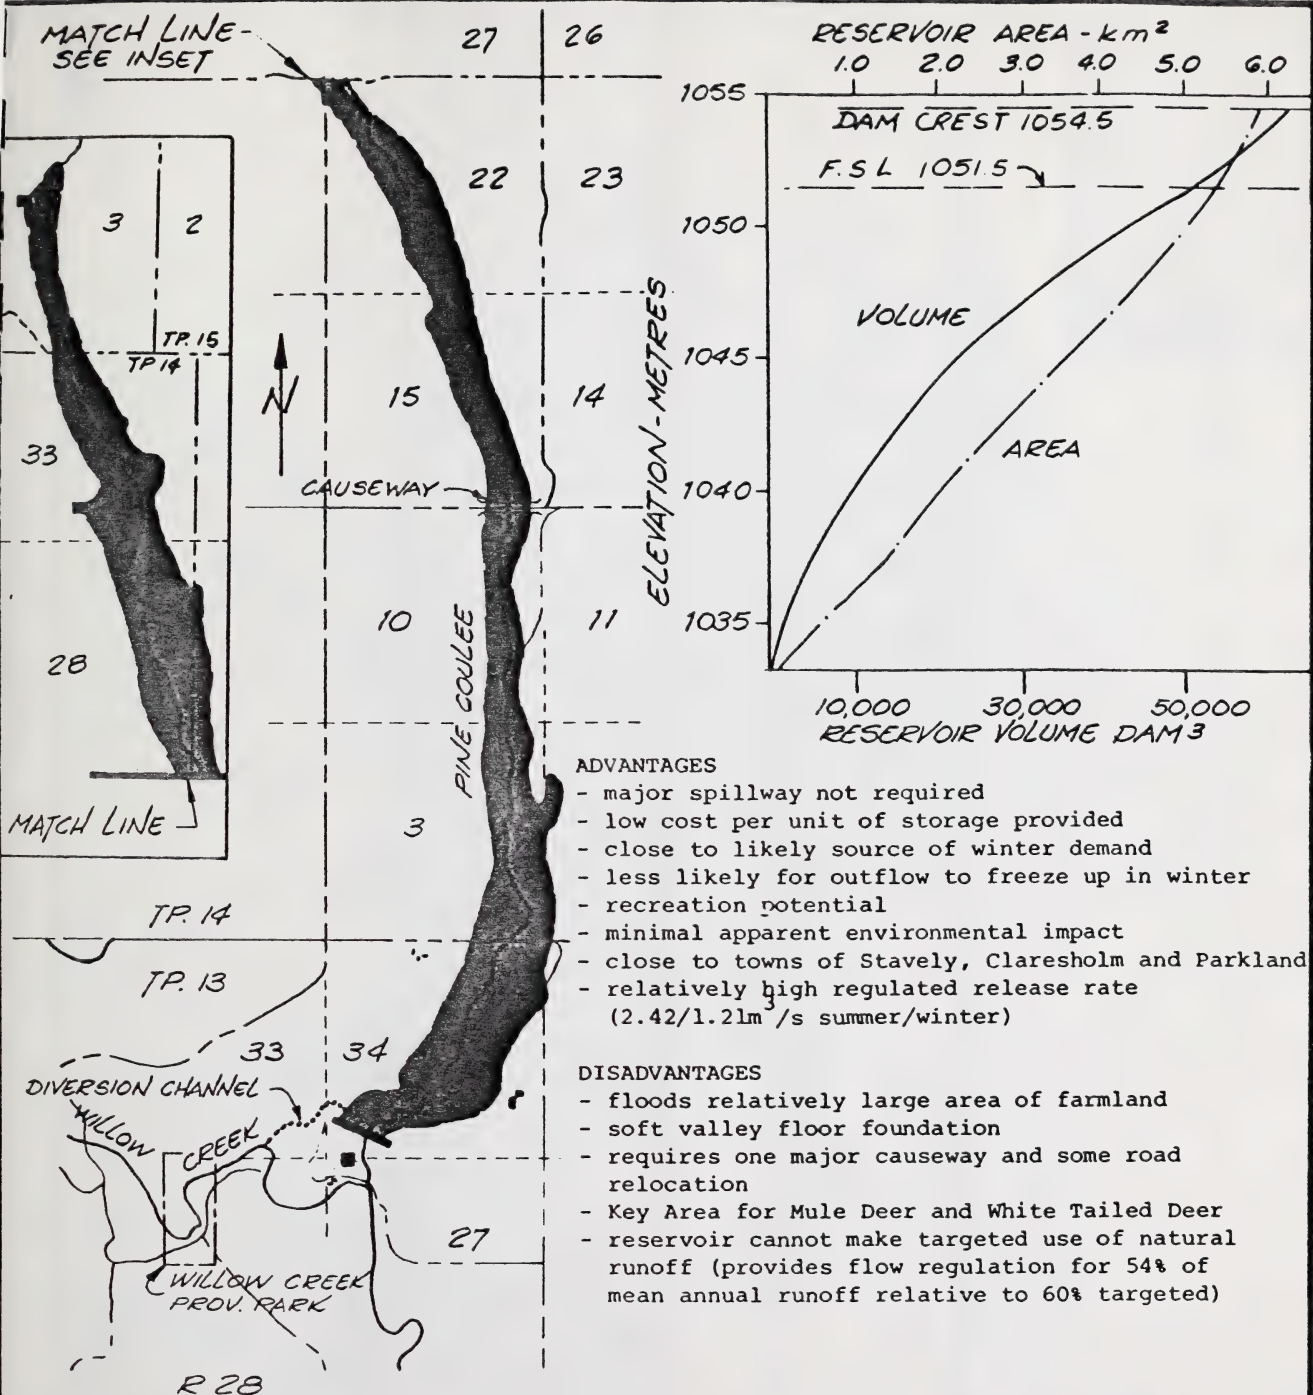 MATCH LINE-
SEE INSET
27
26
22
23
3
2
TP. 15
TP 14
33
28
MATCH LINE
N
15
14
CAUSEWAY
10
11
PINE COULEE
3
TP. 14
TP. 13
33
34
DIVERSION CHANNEL
WILLOW CREEK
27
WILLOW CREEK
PROV. PARK
R 28
RESERVOIR AREA - km²
1.0 2.0 3.0 4.0 5.0 6.0
1055
DAM CREST 1054.5
F.S L 1051.5
1050
VOLUME
1045
AREA
1040
1035
ELEVATION-METRES
10,000 30,000 50,000
RESERVOIR VOLUME DAM³
ADVANTAGES
- major spillway not required
- low cost per unit of storage provided
- close to likely source of winter demand
- less likely for outflow to freeze up in winter
- recreation potential
- minimal apparent environmental impact
- close to towns of Stavely, Claresholm and Parkland
- relatively high regulated release rate
(2.42/1.21m³/s summer/winter)
DISADVANTAGES
- floods relatively large area of farmland
- soft valley floor foundation
- requires one major causeway and some road
relocation
- Key Area for Mule Deer and White Tailed Deer
- reservoir cannot make targeted use of natural
runoff (provides flow regulation for 54% of
mean annual runoff relative to 60% targeted)